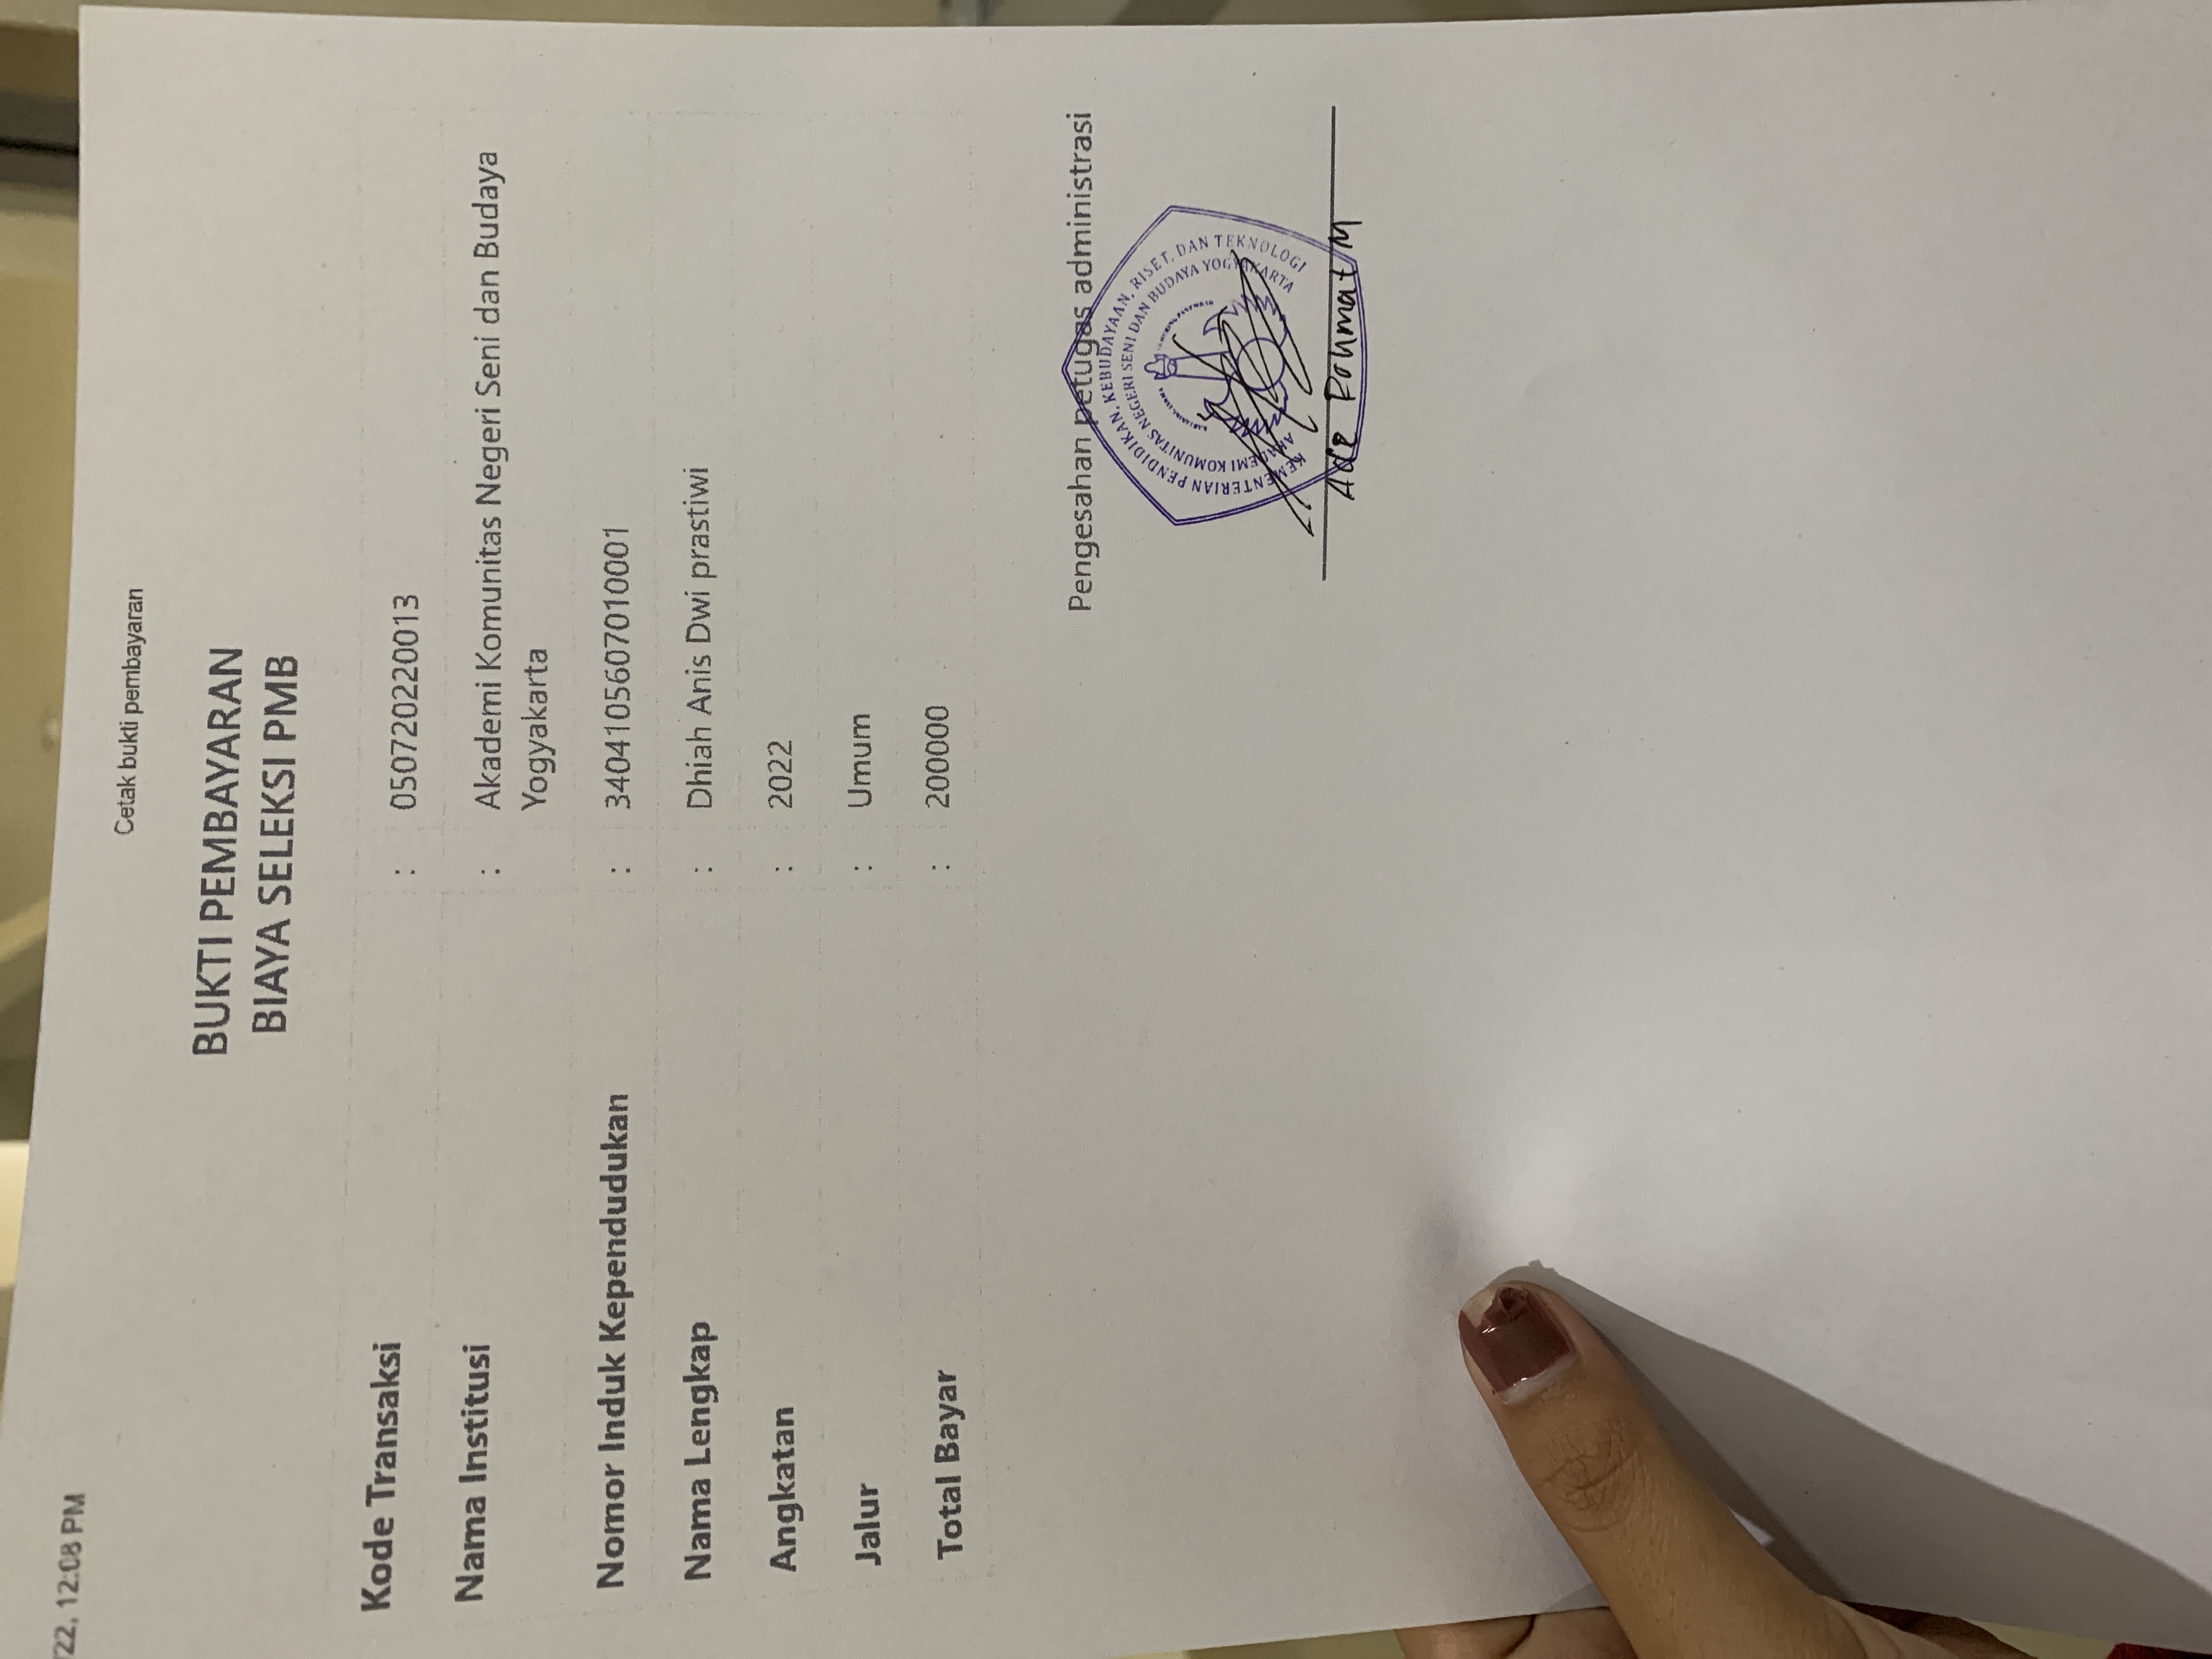 /22, 12:08 PM
Cetak bukti pembayaran
BUKTI PEMBAYARAN
BIAYA SELEKSI PMB
Kode Transaksi : 050720220013
Nama Institusi : Akademi Komunitas Negeri Seni dan Budaya
Yogyakarta
Nomor Induk Kependudukan : 3404105607010001
Nama Lengkap : Dhiah Anis Dwi prastiwi
Angkatan : 2022
Jalur : Umum
Total Bayar : 200000
Pengesahan petugas administrasi
KEMENTERIAN PENDIDIKAN, KEBUDAYAAN, RISET, DAN TEKNOLOGI
AKADEMI KOMUNITAS NEGERI SENI DAN BUDAYA YOGYAKARTA
Ade Rohmat M